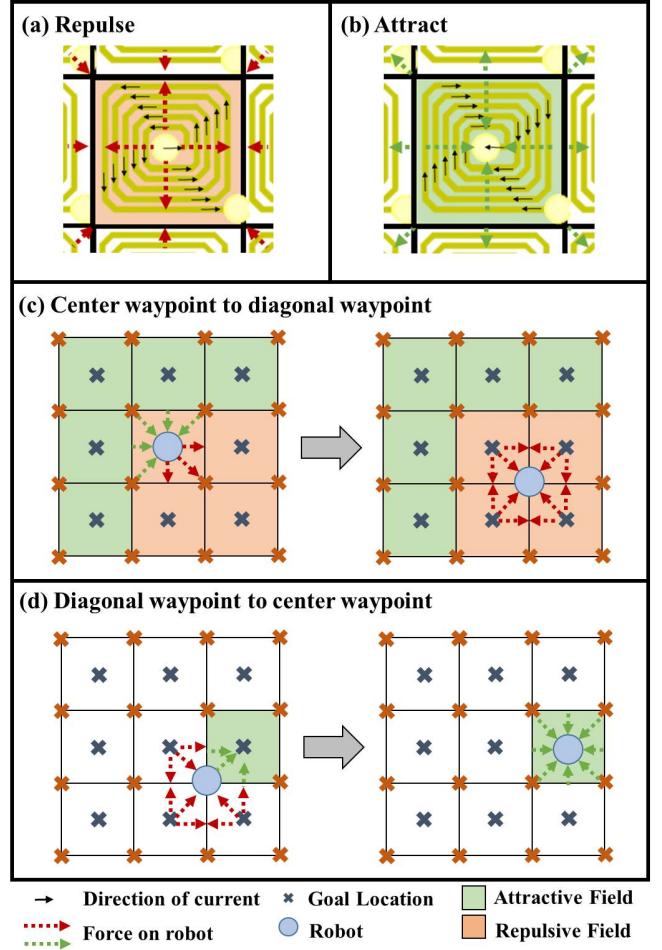 (a) Repulse
(b) Attract
(c) Center waypoint to diagonal waypoint
(d) Diagonal waypoint to center waypoint
Direction of current
Goal Location
Attractive Field
Force on robot
Robot
Repulsive Field